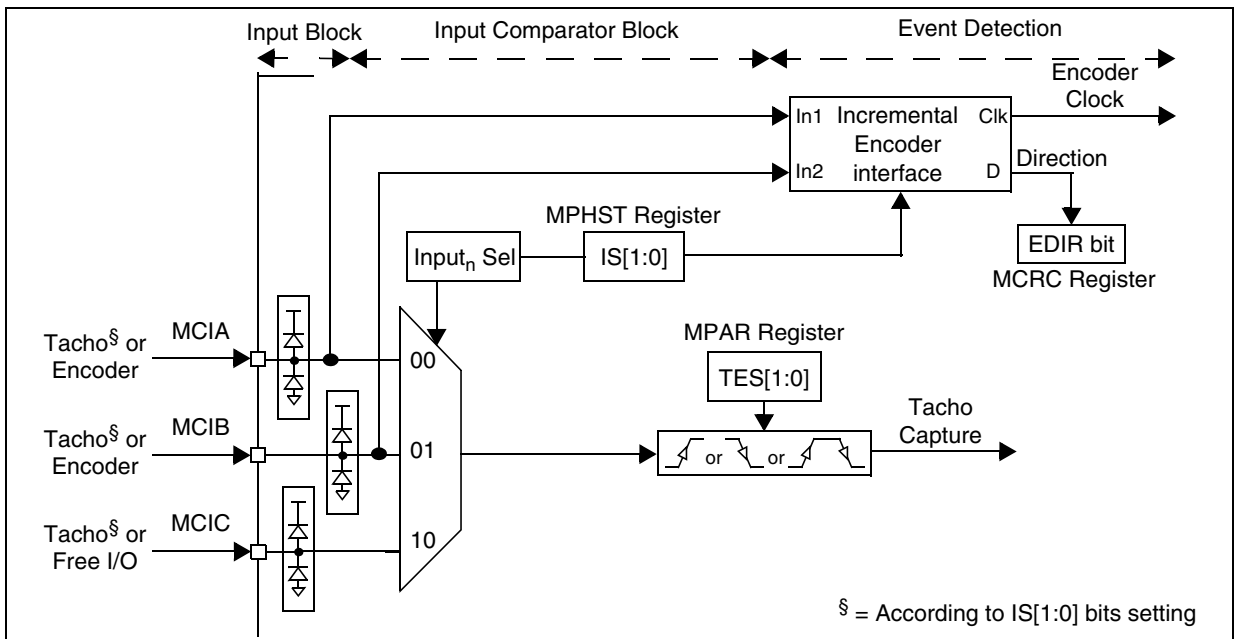 Input Block
Input Comparator Block
Event Detection
Encoder
Clock
In1
Incremental
Clk
Encoder
In2
interface
D
Direction
MPHST Register
Input_n Sel
IS[1:0]
EDIR bit
MCRC Register
Tacho§ or
Encoder
MCIA
00
MPAR Register
TES[1:0]
Tacho§ or
Encoder
MCIB
01
or
or
Tacho
Capture
Tacho§ or
Free I/O
MCIC
10
§ = According to IS[1:0] bits setting